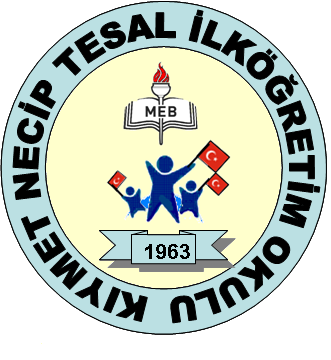 KIYMET NECİP TESAL İLKÖĞRETİM OKULU
MEB
1963